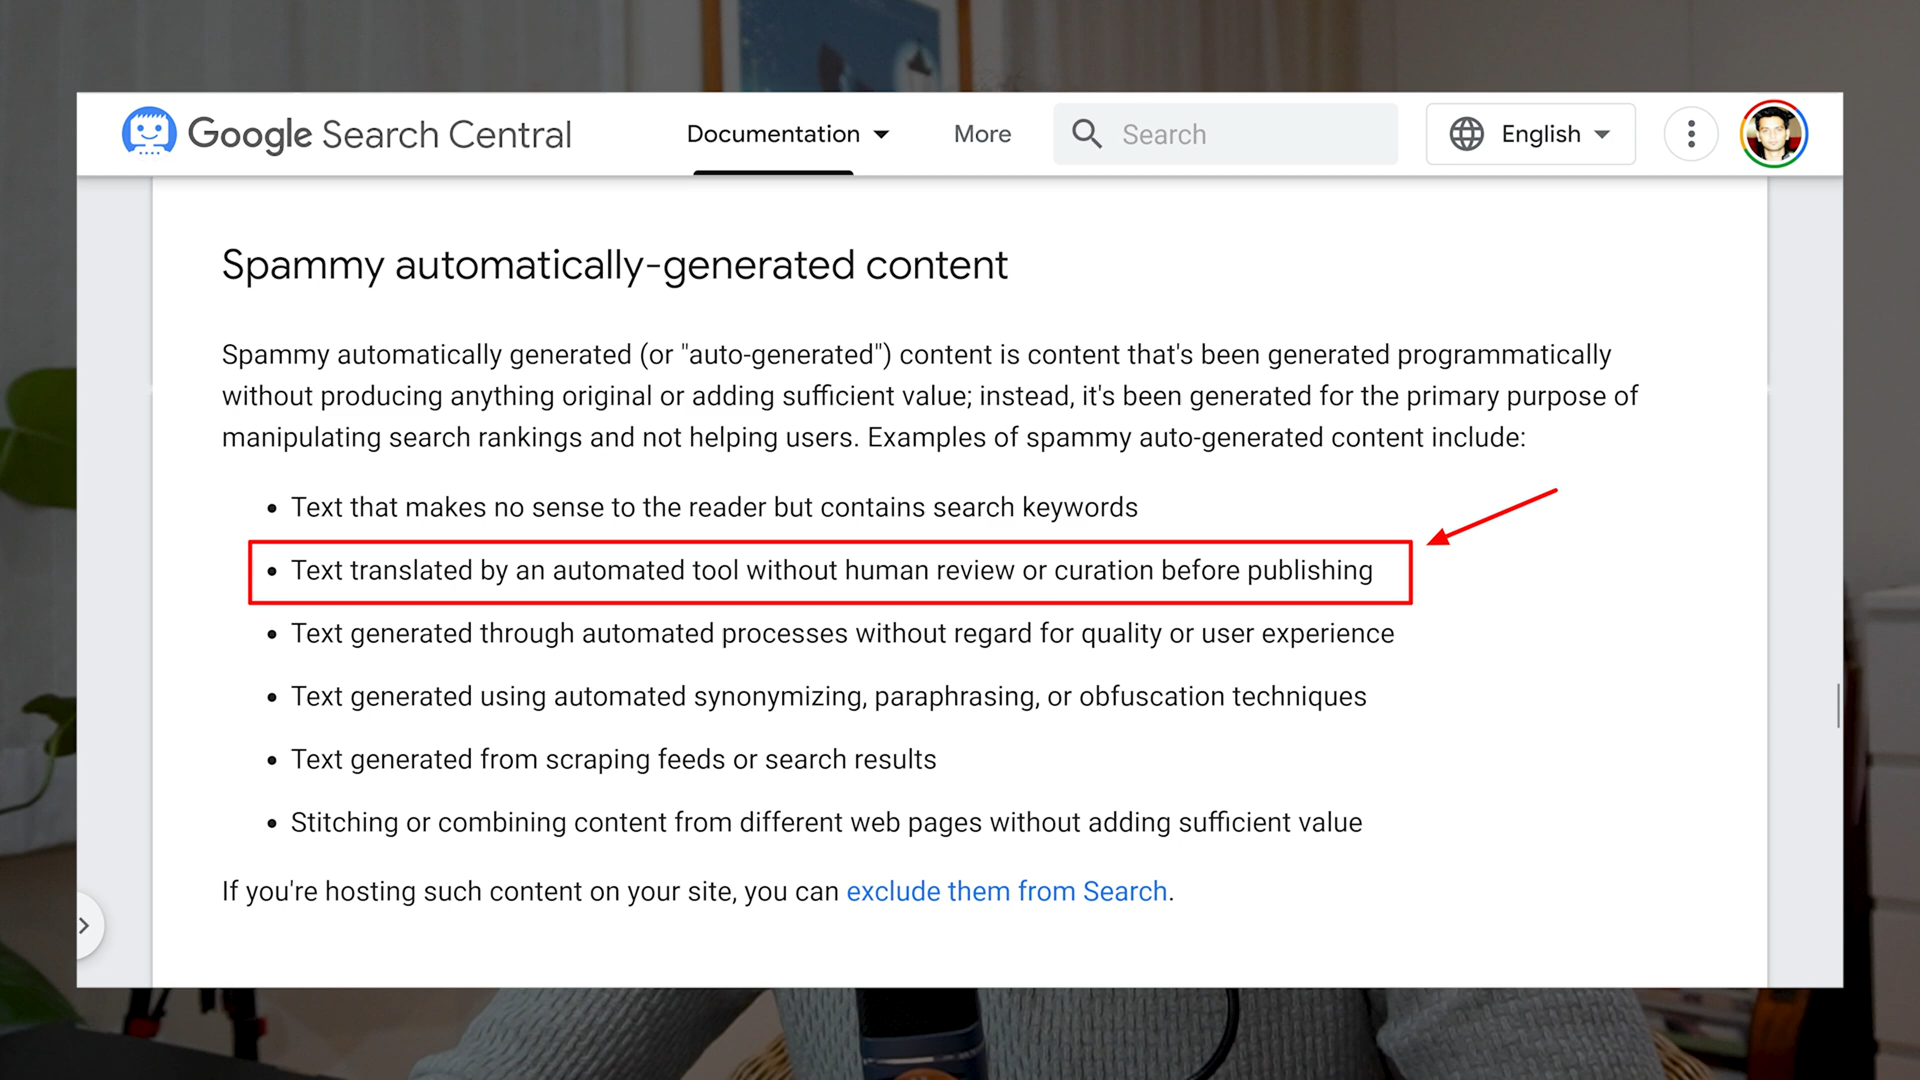 Google Search Central
Documentation
More
Search
English
Spammy automatically-generated content
Spammy automatically generated (or "auto-generated") content is content that's been generated programmatically
without producing anything original or adding sufficient value; instead, it's been generated for the primary purpose of
manipulating search rankings and not helping users. Examples of spammy auto-generated content include:
• Text that makes no sense to the reader but contains search keywords
• Text translated by an automated tool without human review or curation before publishing
• Text generated through automated processes without regard for quality or user experience
• Text generated using automated synonymizing, paraphrasing, or obfuscation techniques
• Text generated from scraping feeds or search results
• Stitching or combining content from different web pages without adding sufficient value
If you're hosting such content on your site, you can exclude them from Search.